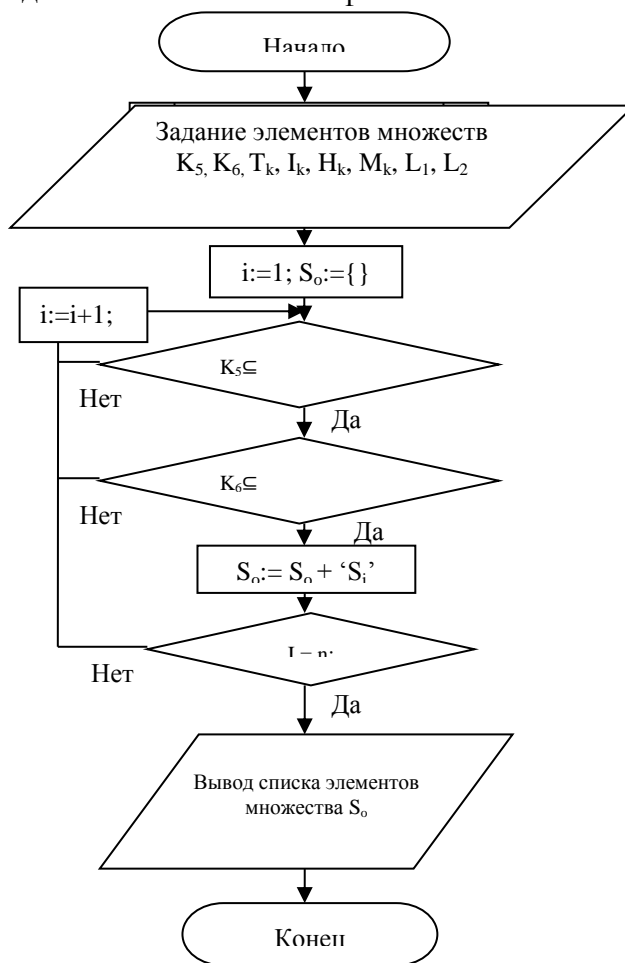 Начало
Задание элементов множеств
K₅, K₆, Tₖ, Iₖ, Hₖ, Mₖ, L₁, L₂
i:=1; Sₒ:={}
i:=i+1;
K₅⊆
Нет
Да
K₆⊆
Нет
Да
Sₒ:= Sₒ + ‘Sᵢ’
I = n;
Нет
Да
Вывод списка элементов
множества Sₒ
Конец